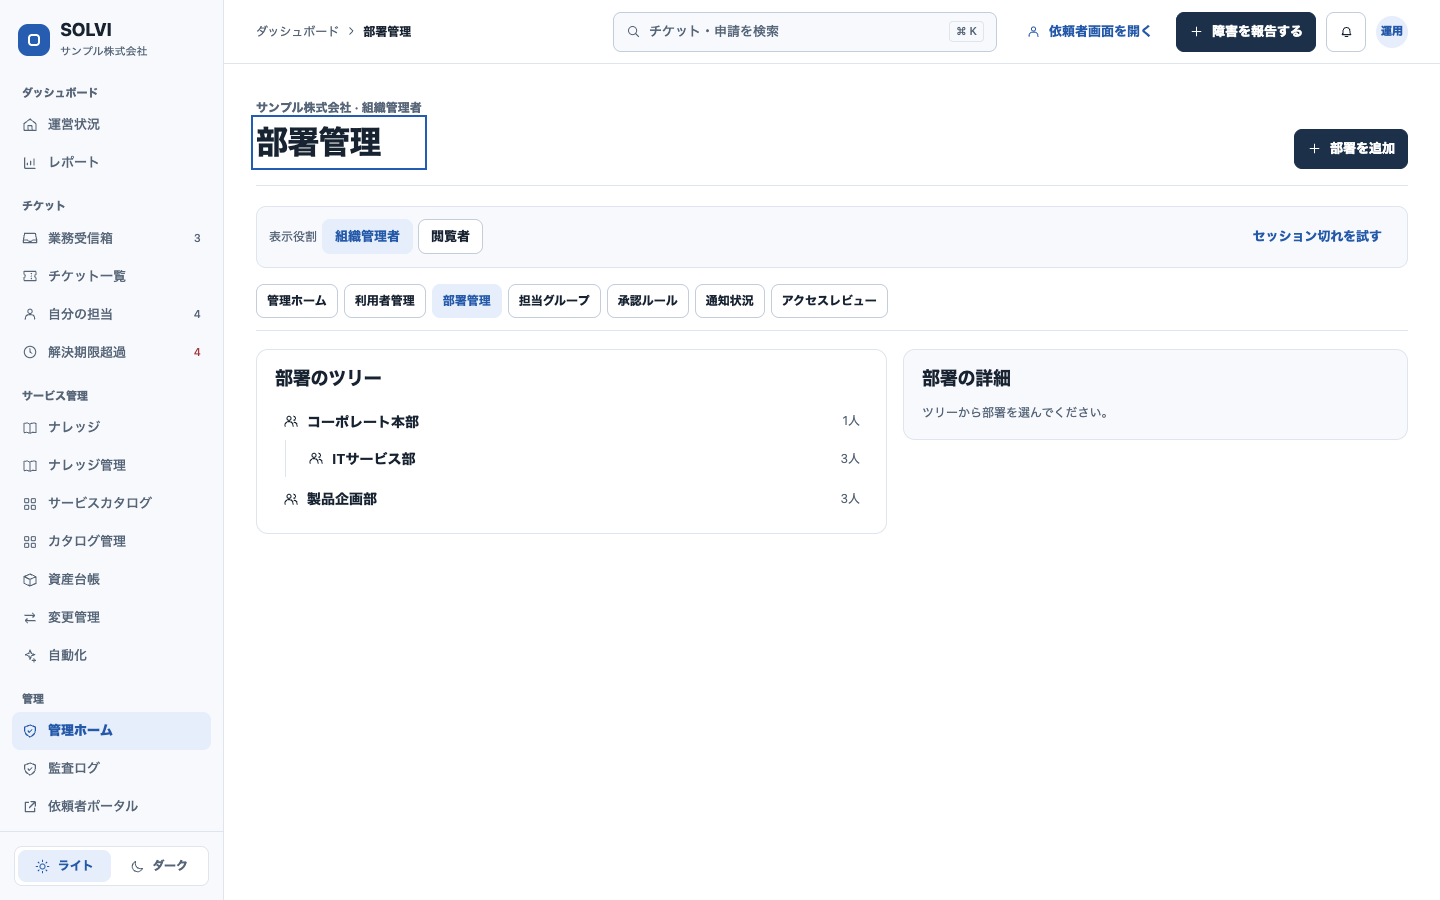 SOLVI
サンプル株式会社
ダッシュボード
運営状況
レポート
チケット
業務受信箱 3
チケット一覧
自分の担当 4
解決期限超過 4
サービス管理
ナレッジ
ナレッジ管理
サービスカタログ
カタログ管理
資産台帳
変更管理
自動化
管理
管理ホーム
監査ログ
依頼者ポータル
ライト ダーク
ダッシュボード > 部署管理
チケット・申請を検索 ⌘ K
依頼者画面を開く
+ 障害を報告する
運用
サンプル株式会社 · 組織管理者
部署管理
+ 部署を追加
表示役割 組織管理者 閲覧者 セッション切れを試す
管理ホーム 利用者管理 部署管理 担当グループ 承認ルール 通知状況 アクセスレビュー
部署のツリー
コーポレート本部 1人
ITサービス部 3人
製品企画部 3人
部署の詳細
ツリーから部署を選んでください。